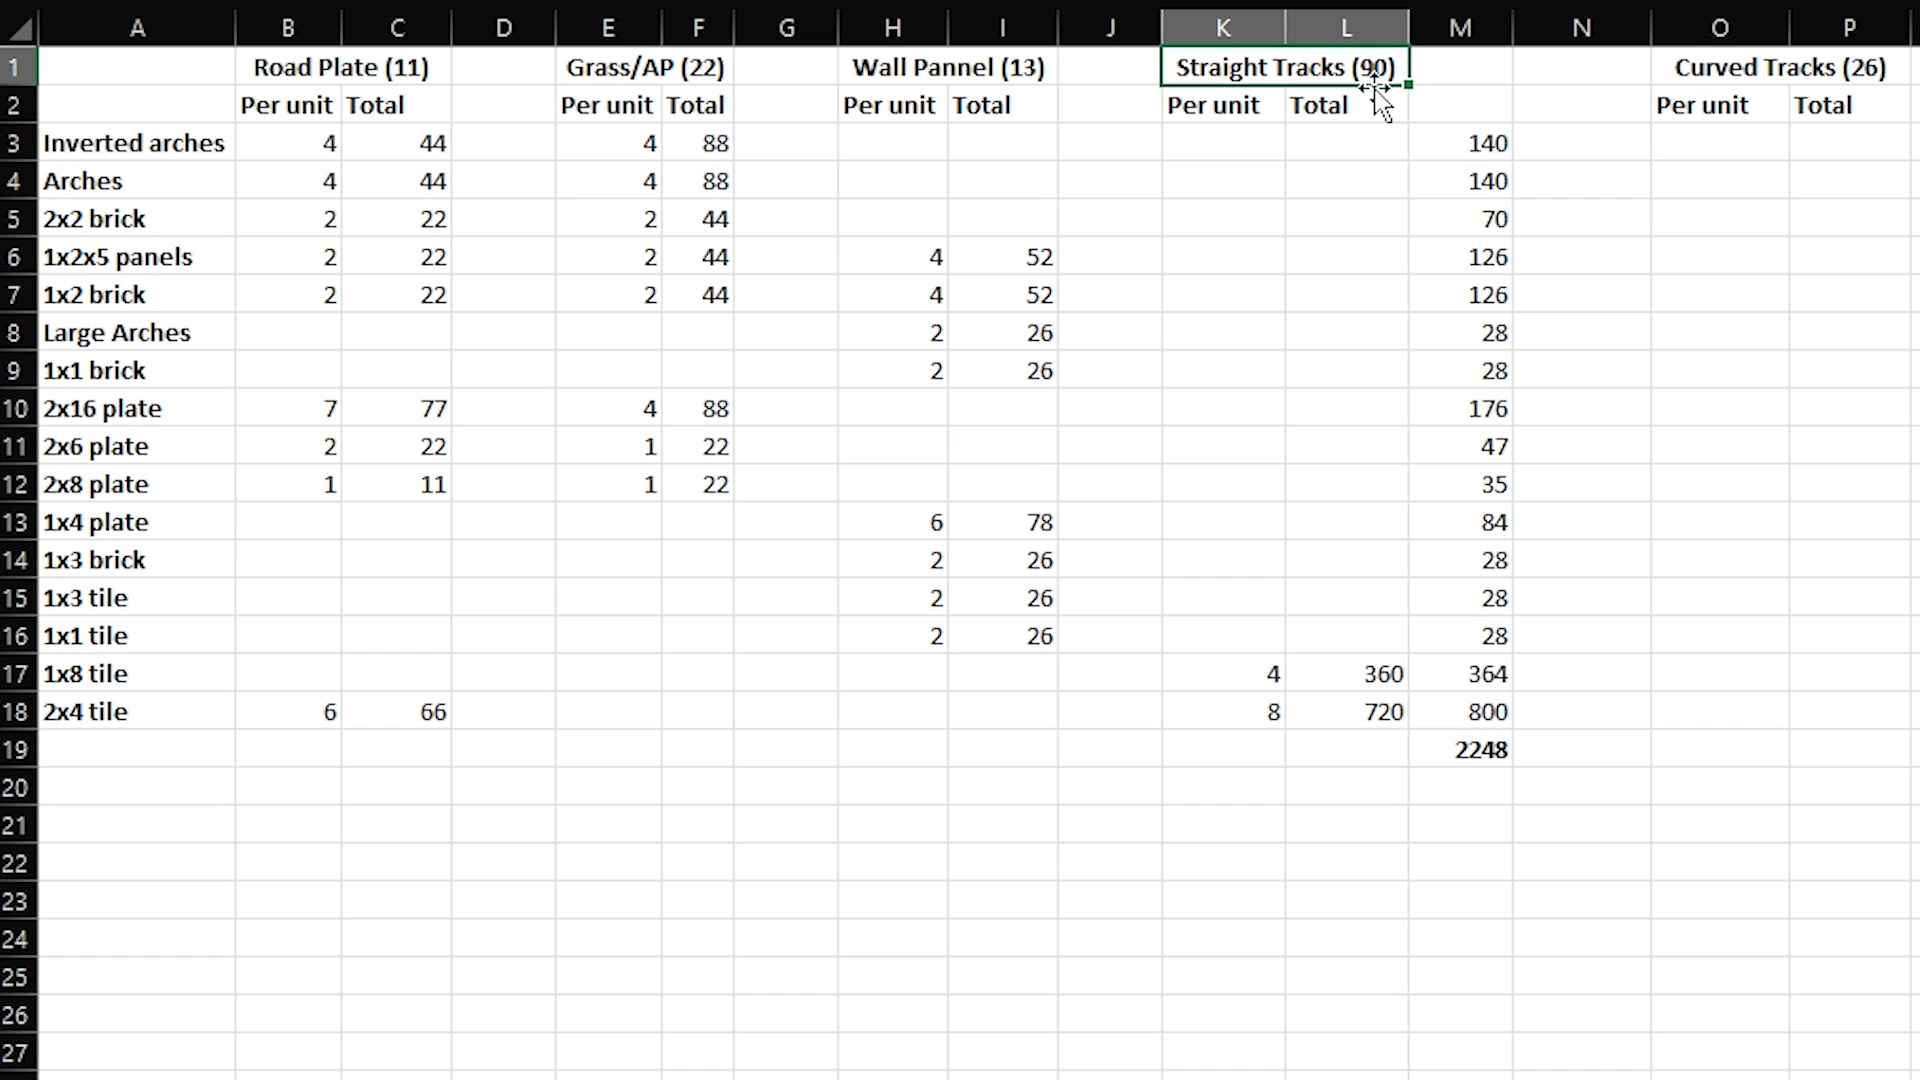 A B C D E F G H I J K L M N O P
1 Road Plate (11) Grass/AP (22) Wall Pannel (13) Straight Tracks (90) Curved Tracks (26)
2 Per unit Total Per unit Total Per unit Total Per unit Total Per unit Total
3 Inverted arches 4 44 4 88 140
4 Arches 4 44 4 88 140
5 2x2 brick 2 22 2 44 70
6 1x2x5 panels 2 22 2 44 4 52 126
7 1x2 brick 2 22 2 44 4 52 126
8 Large Arches 2 26 28
9 1x1 brick 2 26 28
10 2x16 plate 7 77 4 88 176
11 2x6 plate 2 22 1 22 47
12 2x8 plate 1 11 1 22 35
13 1x4 plate 6 78 84
14 1x3 brick 2 26 28
15 1x3 tile 2 26 28
16 1x1 tile 2 26 28
17 1x8 tile 4 360 364
18 2x4 tile 6 66 8 720 800
19 2248
20
21
22
23
24
25
26
27